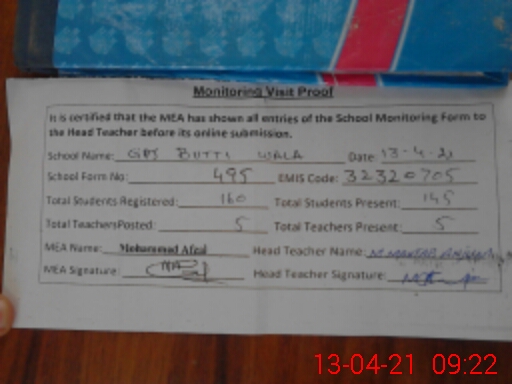 Monitoring Visit Proof
It is certified that the MEA has shown all entries of the School Monitoring Form to
the Head Teacher before its online submission.
School Name: GPS BUTTI WALA Date 13-4-21
School Form No: 495 EMIS Code: 32320705
Total Students Registered: 160 Total Students Present: 145
Total TeachersPosted: 5 Total Teachers Present: 5
MEA Name: Mohammad Afzal Head Teacher Name:
MEA Signature: Head Teacher Signature:
13-04-21 09:22